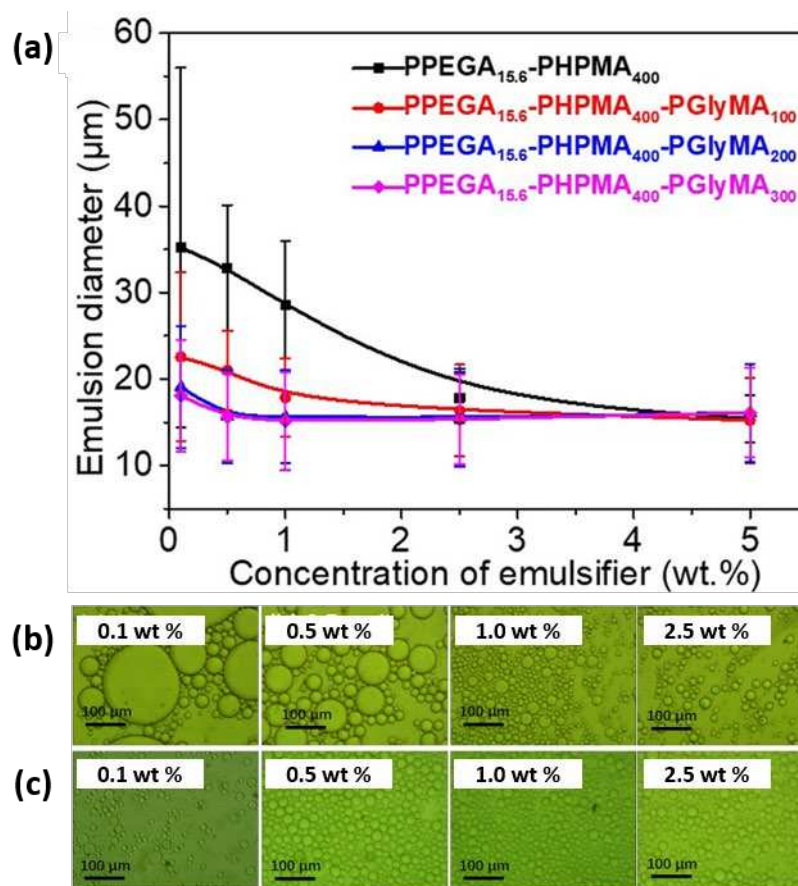 (a)
60
50
40
30
20
10
Emulsion diameter (µm)
PPEGA15.6-PHPMA400
PPEGA15.6-PHPMA400-PGlyMA100
PPEGA15.6-PHPMA400-PGlyMA200
PPEGA15.6-PHPMA400-PGlyMA300
0 1 2 3 4 5
Concentration of emulsifier (wt.%)
(b)
0.1 wt % 0.5 wt % 1.0 wt % 2.5 wt %
100 µm 100 µm 100 µm 100 µm
(c)
0.1 wt % 0.5 wt % 1.0 wt % 2.5 wt %
100 µm 100 µm 100 µm 100 µm